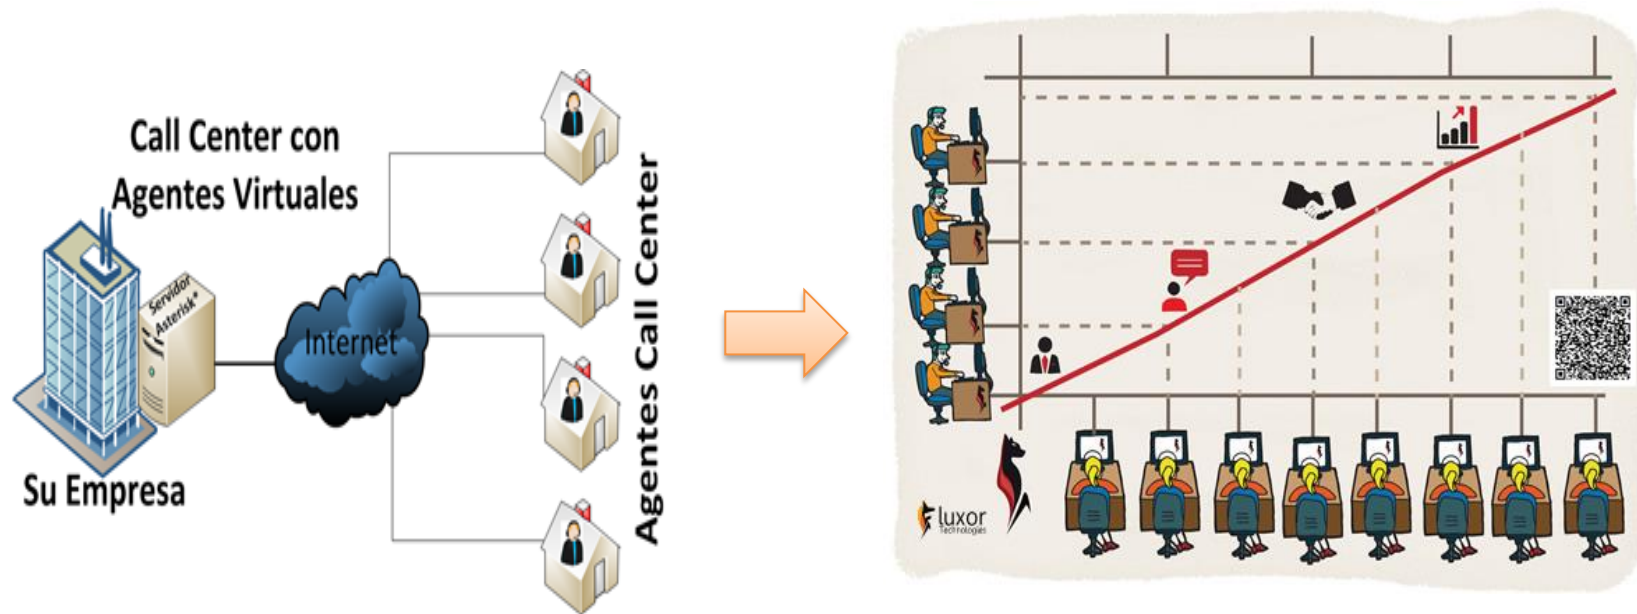 Call Center con
Agentes Virtuales
Servidor
Asterisk*
Internet
Su Empresa
Agentes Call Center
luxor
Technologies